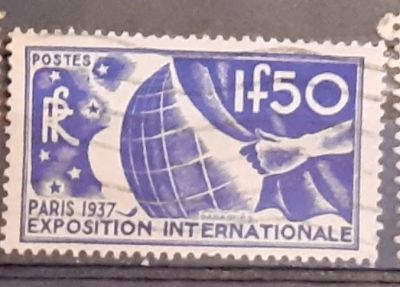 POSTES
1f50
RF
PARIS 1937
EXPOSITION INTERNATIONALE